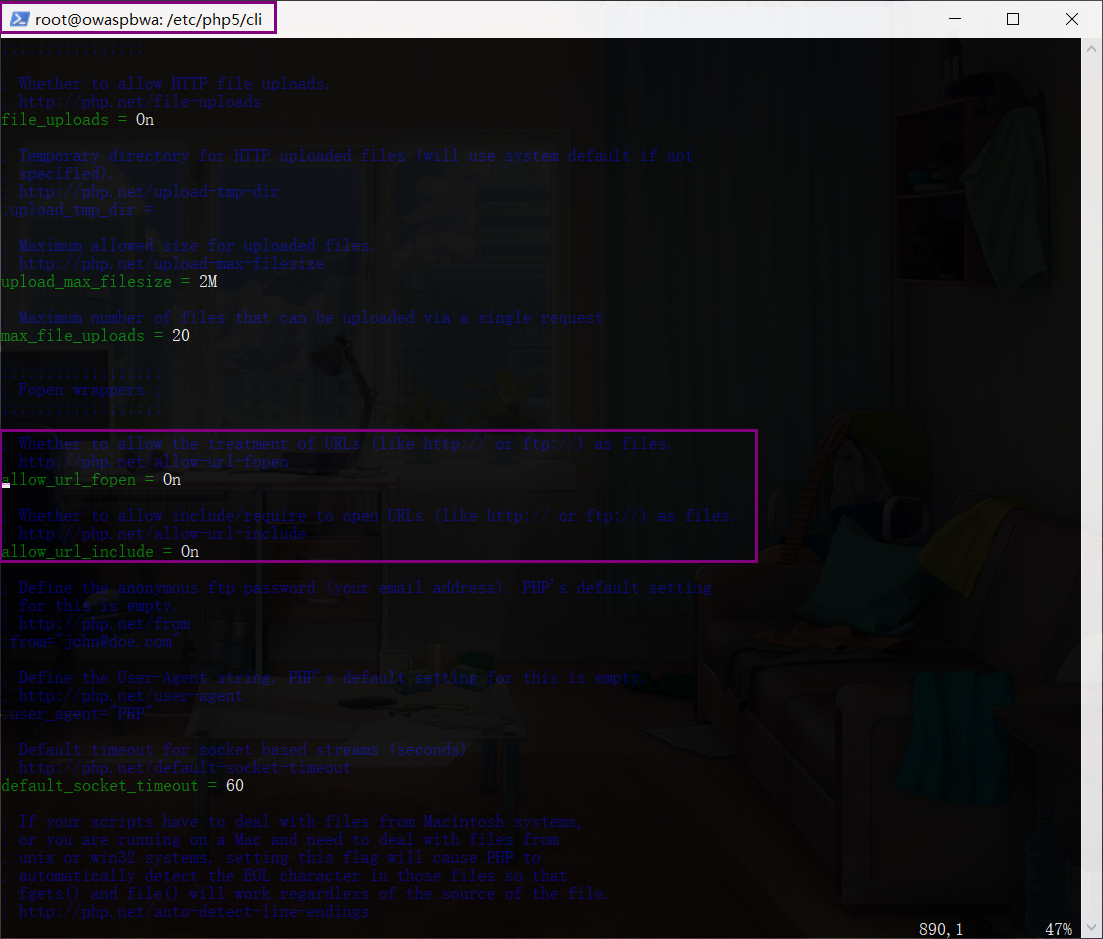 root@owaspbwa: /etc/php5/cli
;;;;;;;;;;;;;;;;
; Whether to allow HTTP file uploads.
; http://php.net/file-uploads
file_uploads = On
; Temporary directory for HTTP uploaded files (will use system default if not
; specified).
; http://php.net/upload-tmp-dir
;upload_tmp_dir =
; Maximum allowed size for uploaded files.
; http://php.net/upload-max-filesize
upload_max_filesize = 2M
; Maximum number of files that can be uploaded via a single request
max_file_uploads = 20
;;;;;;;;;;;;;;;;;;
; Fopen wrappers ;
;;;;;;;;;;;;;;;;;;
; Whether to allow the treatment of URLs (like http:// or ftp://) as files.
; http://php.net/allow-url-fopen
allow_url_fopen = On
; Whether to allow include/require to open URLs (like http:// or ftp://) as files.
; http://php.net/allow-url-include
allow_url_include = On
; Define the anonymous ftp password (your email address). PHP's default setting
; for this is empty.
; http://php.net/from
;from="john@doe.com"
; Define the User-Agent string. PHP's default setting for this is empty.
; http://php.net/user-agent
;user_agent="PHP"
; Default timeout for socket based streams (seconds)
; http://php.net/default-socket-timeout
default_socket_timeout = 60
; If your scripts have to deal with files from Macintosh systems,
; or you are running on a Mac and need to deal with files from
; unix or win32 systems, setting this flag will cause PHP to
; automatically detect the EOL character in those files so that
; fgets() and file() will work regardless of the source of the file.
; http://php.net/auto-detect-line-endings
890,1 47%